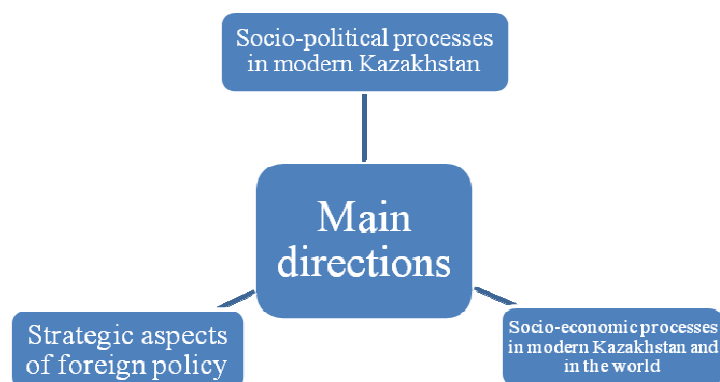 Socio-political processes
in modern Kazakhstan
Main
directions
Strategic aspects
of foreign policy
Socio-economic processes
in modern Kazakhstan and
in the world